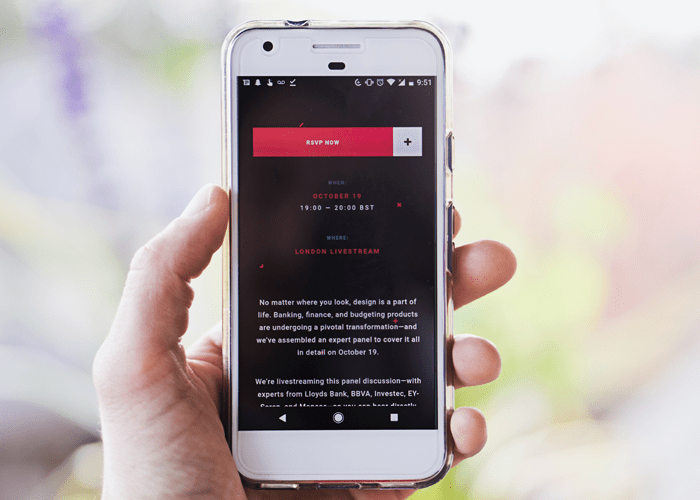 9:51
RSVP NOW
+
WHEN:
OCTOBER 19
19:00 — 20:00 BST
WHERE:
LONDON LIVESTREAM
No matter where you look, design is a part
of life. Banking, finance, and budgeting products
are undergoing a pivotal transformation—and
we've assembled an expert panel to cover it all
in detail on October 19.
We're livestreaming this panel discussion—with
experts from Lloyds Bank, BBVA, Investec, EY-